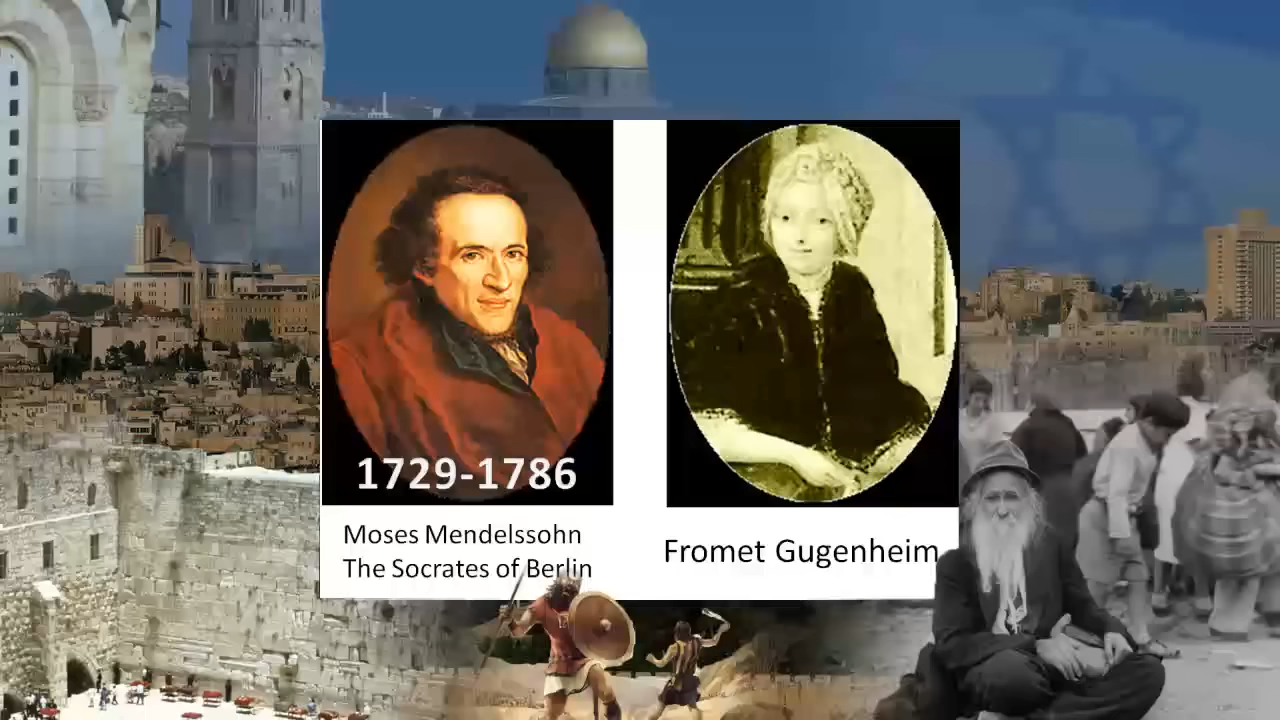 1729-1786
Moses Mendelssohn
The Socrates of Berlin
Fromet Gugenheim